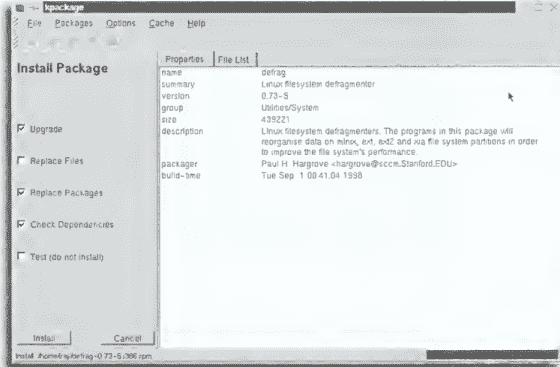 kpackage
File Packages Options Cache Help
Install Package
Upgrade
Replace Files
Replace Packages
Check Dependencies
Test (do not install)
Install Cancel
Properties File List
name defrag
summary Linux filesystem defragmenter
version 0.73-5
group Utilities/System
size 439221
description Linux filesystem defragmenters. The programs in this package will
reorganise data on minix, ext, ext2 and xia file system partitions in order
to improve the file system's performance.
packager Paul H. Hargrove <hargrove@sccm.Stanford.EDU>
build-time Tue Sep 1 00:41:04 1998
Install